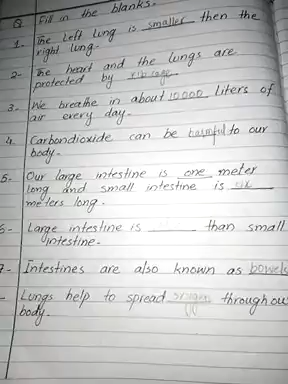 Q Fill in the blanks.
1- The left lung is smaller then the
right lung.
2- The heart and the lungs are
protected by rib cage
3- We breathe in about 10000 liters of
air every day.
4. Carbondioxide can be harmful to our
body.
5- Our large intestine is one meter
long and small intestine is six
meters long.
6- Large intestine is ______ than small
intestine.
7- Intestines are also known as bowels
- Lungs help to spread oxygen throughou
body.